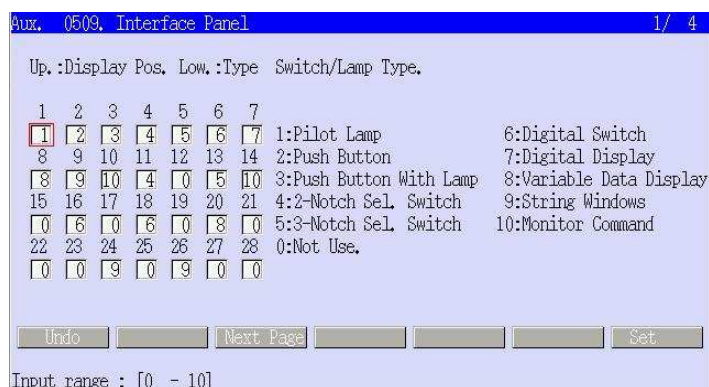 Aux. 0509. Interface Panel 1/ 4
Up.:Display Pos. Low.:Type Switch/Lamp Type.
1 2 3 4 5 6 7
1 2 3 4 5 6 7 1:Pilot Lamp 6:Digital Switch
8 9 10 11 12 13 14 2:Push Button 7:Digital Display
8 9 10 4 0 5 10 3:Push Button With Lamp 8:Variable Data Display
15 16 17 18 19 20 21 4:2-Notch Sel. Switch 9:String Windows
0 6 0 6 0 8 0 5:3-Notch Sel. Switch 10:Monitor Command
22 23 24 25 26 27 28 0:Not Use.
0 0 9 0 9 0 0
Undo Next Page Set
Input range : [0 - 10]